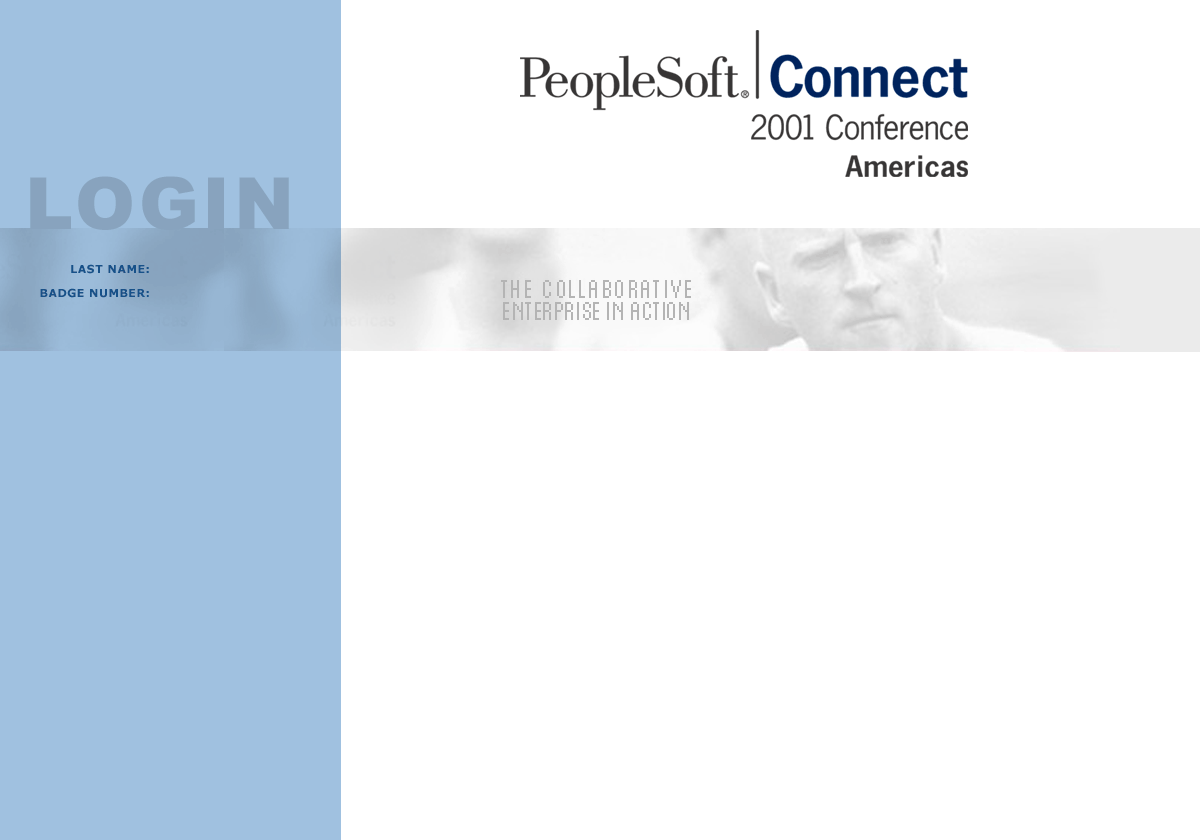 PeopleSoft® Connect
2001 Conference
Americas
LOGIN
LAST NAME:
BADGE NUMBER:
THE COLLABORATIVE
ENTERPRISE IN ACTION